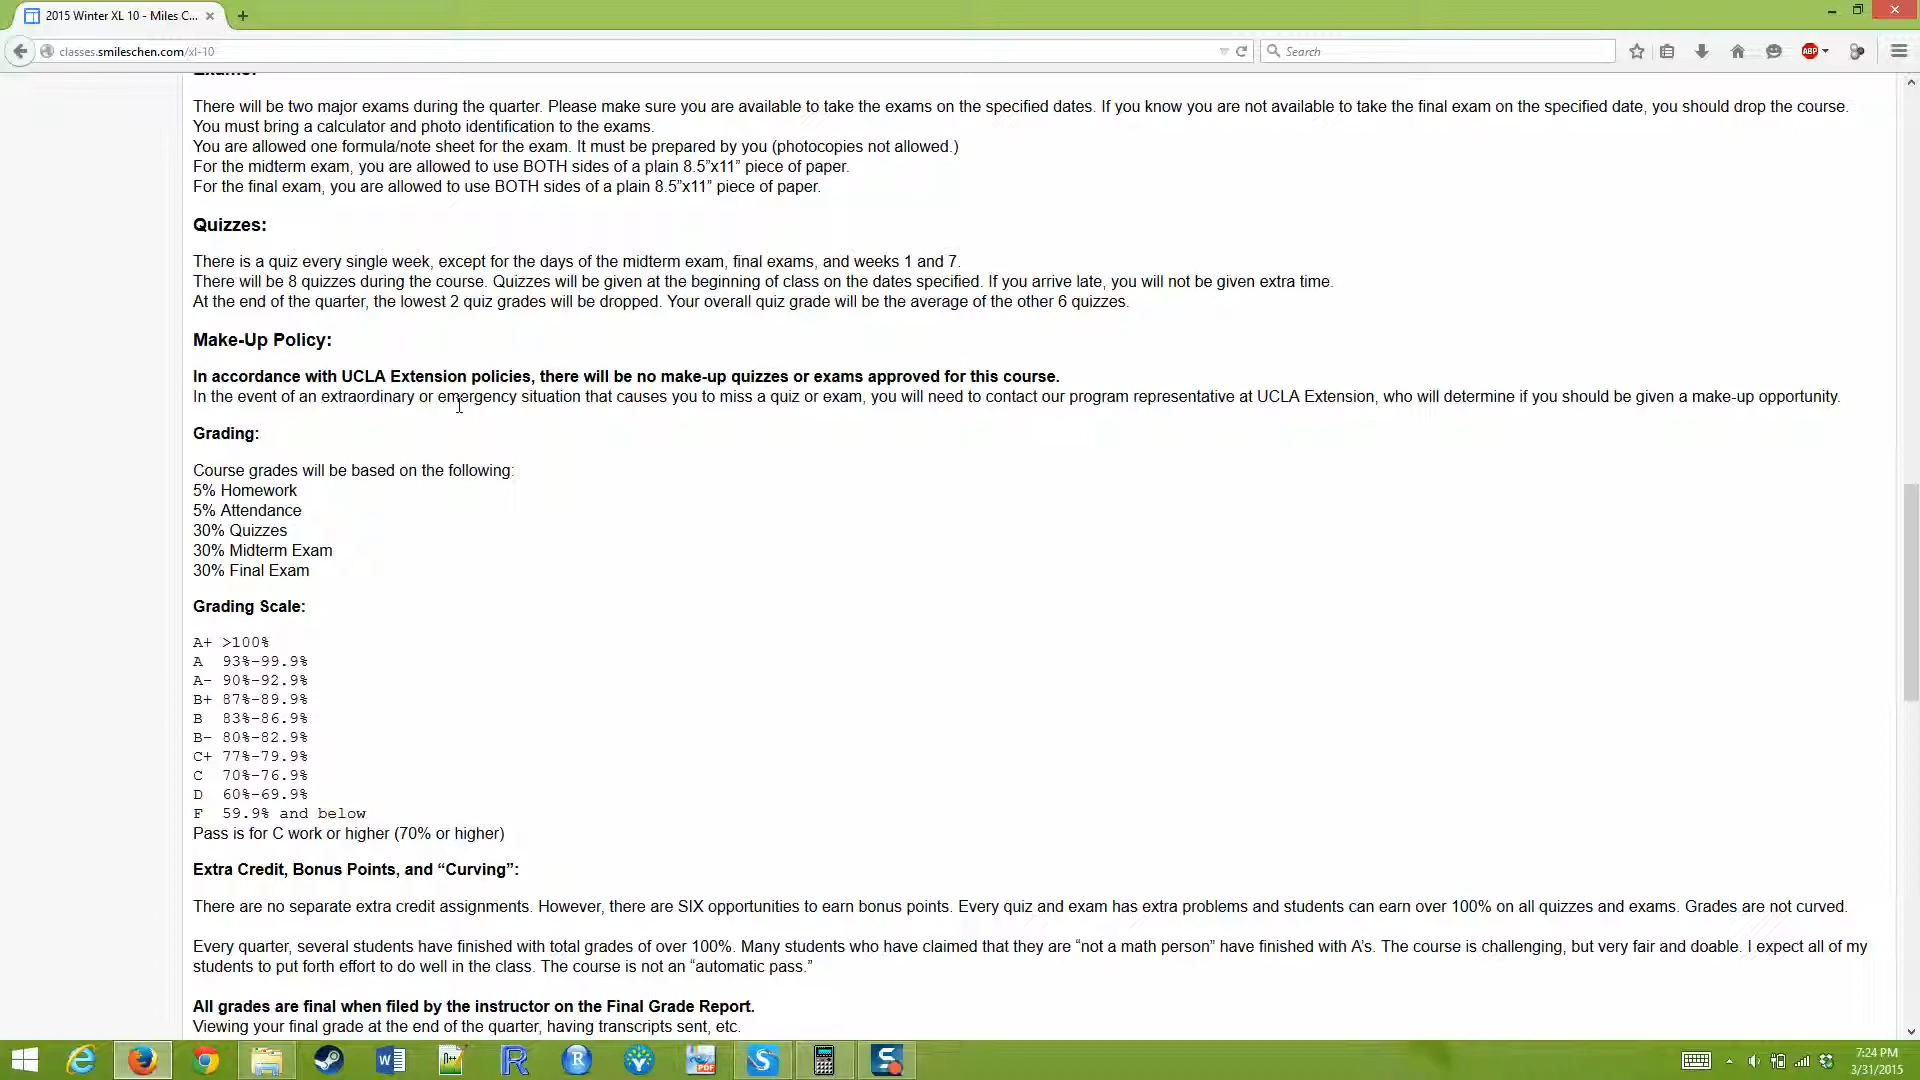 2015 Winter XL 10 - Miles C...
classes.smileschen.com/xl-10
Search
ABP
Exams:
There will be two major exams during the quarter. Please make sure you are available to take the exams on the specified dates. If you know you are not available to take the final exam on the specified date, you should drop the course.
You must bring a calculator and photo identification to the exams.
You are allowed one formula/note sheet for the exam. It must be prepared by you (photocopies not allowed.)
For the midterm exam, you are allowed to use BOTH sides of a plain 8.5”x11” piece of paper.
For the final exam, you are allowed to use BOTH sides of a plain 8.5”x11” piece of paper.
Quizzes:
There is a quiz every single week, except for the days of the midterm exam, final exams, and weeks 1 and 7.
There will be 8 quizzes during the course. Quizzes will be given at the beginning of class on the dates specified. If you arrive late, you will not be given extra time.
At the end of the quarter, the lowest 2 quiz grades will be dropped. Your overall quiz grade will be the average of the other 6 quizzes.
Make-Up Policy:
In accordance with UCLA Extension policies, there will be no make-up quizzes or exams approved for this course.
In the event of an extraordinary or emergency situation that causes you to miss a quiz or exam, you will need to contact our program representative at UCLA Extension, who will determine if you should be given a make-up opportunity.
Grading:
Course grades will be based on the following:
5% Homework
5% Attendance
30% Quizzes
30% Midterm Exam
30% Final Exam
Grading Scale:
A+ >100%
A 93%-99.9%
A- 90%-92.9%
B+ 87%-89.9%
B 83%-86.9%
B- 80%-82.9%
C+ 77%-79.9%
C 70%-76.9%
D 60%-69.9%
F 59.9% and below
Pass is for C work or higher (70% or higher)
Extra Credit, Bonus Points, and “Curving”:
There are no separate extra credit assignments. However, there are SIX opportunities to earn bonus points. Every quiz and exam has extra problems and students can earn over 100% on all quizzes and exams. Grades are not curved.
Every quarter, several students have finished with total grades of over 100%. Many students who have claimed that they are “not a math person” have finished with A’s. The course is challenging, but very fair and doable. I expect all of my
students to put forth effort to do well in the class. The course is not an “automatic pass.”
All grades are final when filed by the instructor on the Final Grade Report.
Viewing your final grade at the end of the quarter, having transcripts sent, etc.
7:24 PM
3/31/2015